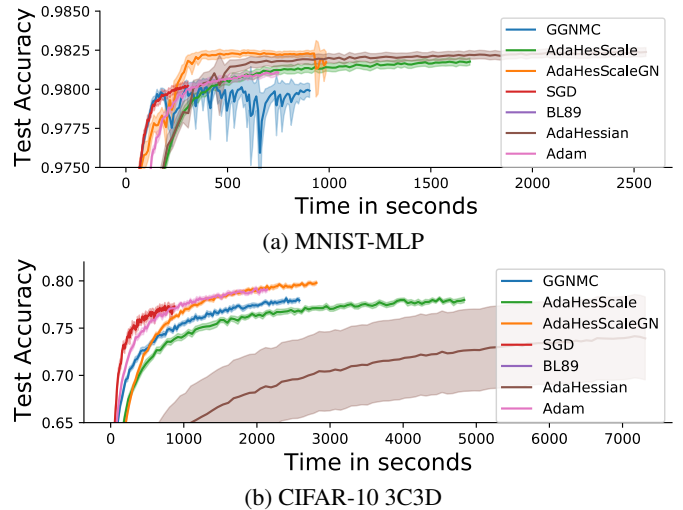 0.9850
0.9825
0.9800
0.9775
0.9750
Test Accuracy
GGNMC
AdaHesScale
AdaHesScaleGN
SGD
BL89
AdaHessian
Adam
0 500 1000 1500 2000 2500
Time in seconds
(a) MNIST-MLP
0.80
0.75
0.70
0.65
Test Accuracy
GGNMC
AdaHesScale
AdaHesScaleGN
SGD
BL89
AdaHessian
Adam
0 1000 2000 3000 4000 5000 6000 7000
Time in seconds
(b) CIFAR-10 3C3D